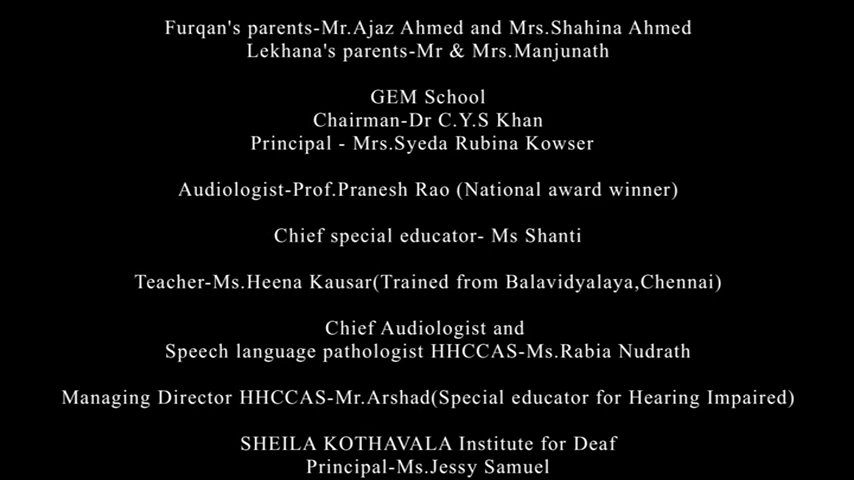 Furqan's parents-Mr.Ajaz Ahmed and Mrs.Shahina Ahmed
Lekhana's parents-Mr & Mrs.Manjunath
GEM School
Chairman-Dr C.Y.S Khan
Principal - Mrs.Syeda Rubina Kowser
Audiologist-Prof.Pranesh Rao (National award winner)
Chief special educator- Ms Shanti
Teacher-Ms.Heena Kausar(Trained from Balavidyalaya,Chennai)
Chief Audiologist and
Speech language pathologist HHCCAS-Ms.Rabia Nudrath
Managing Director HHCCAS-Mr.Arshad(Special educator for Hearing Impaired)
SHEILA KOTHAVALA Institute for Deaf
Principal-Ms.Jessy Samuel